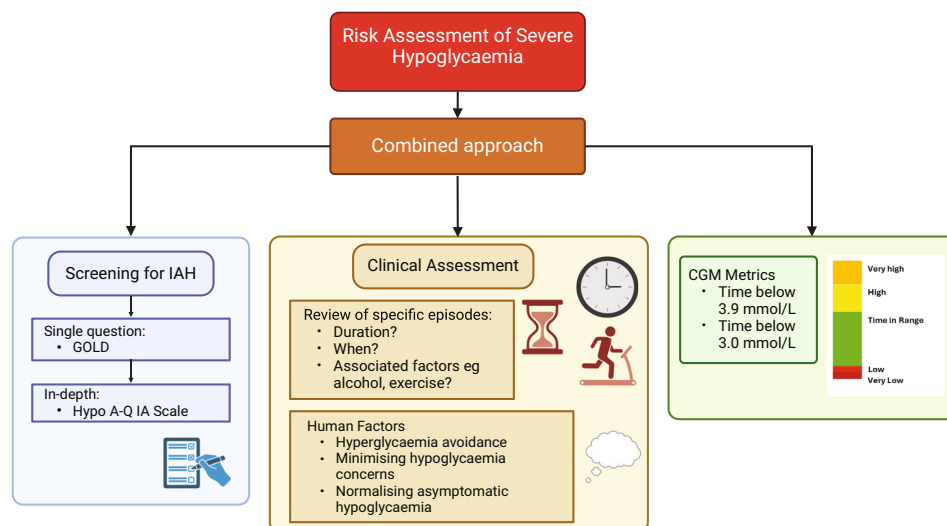 Risk Assessment of Severe
Hypoglycaemia
Combined approach
Screening for IAH
Single question:
• GOLD
In-depth:
• Hypo A-Q IA Scale
Clinical Assessment
Review of specific episodes:
• Duration?
• When?
• Associated factors eg
alcohol, exercise?
Human Factors
• Hyperglycaemia avoidance
• Minimising hypoglycaemia
concerns
• Normalising asymptomatic
hypoglycaemia
CGM Metrics
• Time below
3.9 mmol/L
• Time below
3.0 mmol/L
Very high
High
Time in Range
Low
Very Low